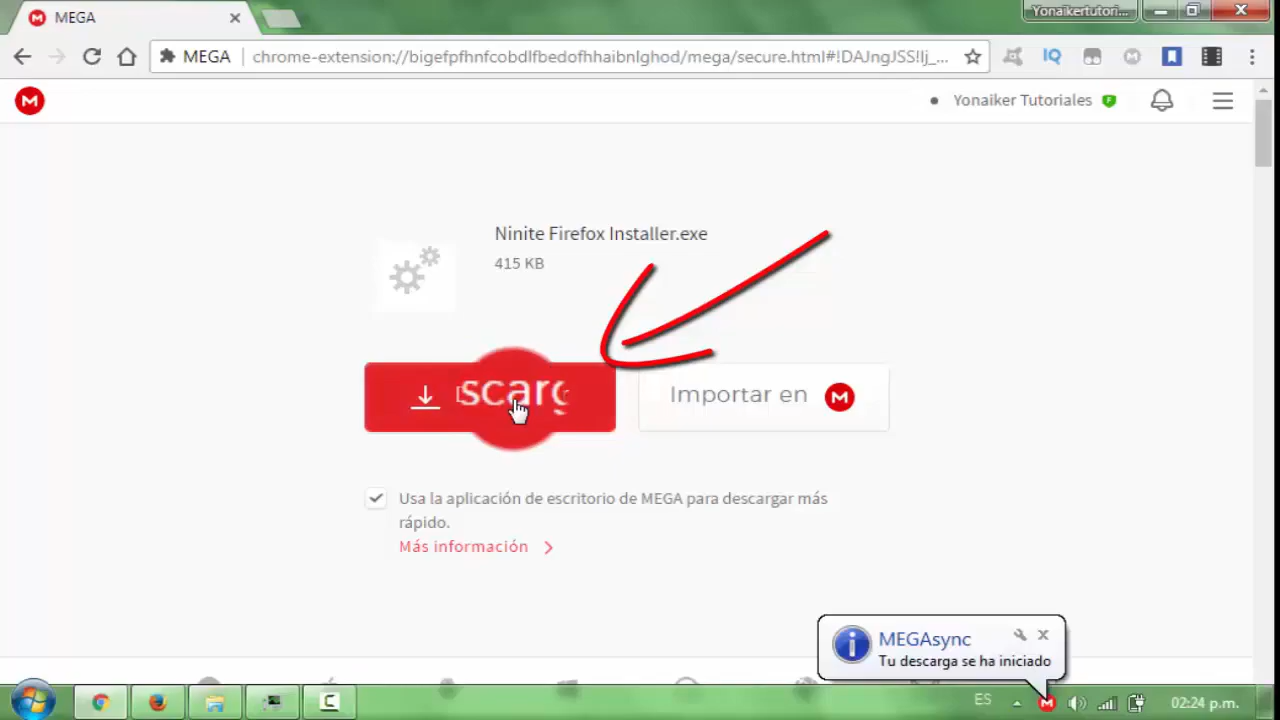 MEGA
Yonaikertutori...
MEGA
chrome-extension://bigefpfhnfcobdlfbedofhhaibnlghod/mega/secure.html#!DAJngJSS!Ij_...
IQ
M
Yonaiker Tutoriales
Ninite Firefox Installer.exe
415 KB
scarg
Importar en M
Usa la aplicación de escritorio de MEGA para descargar más
rápido.
Más información
MEGAsync
Tu descarga se ha iniciado
ES
02:24 p.m.